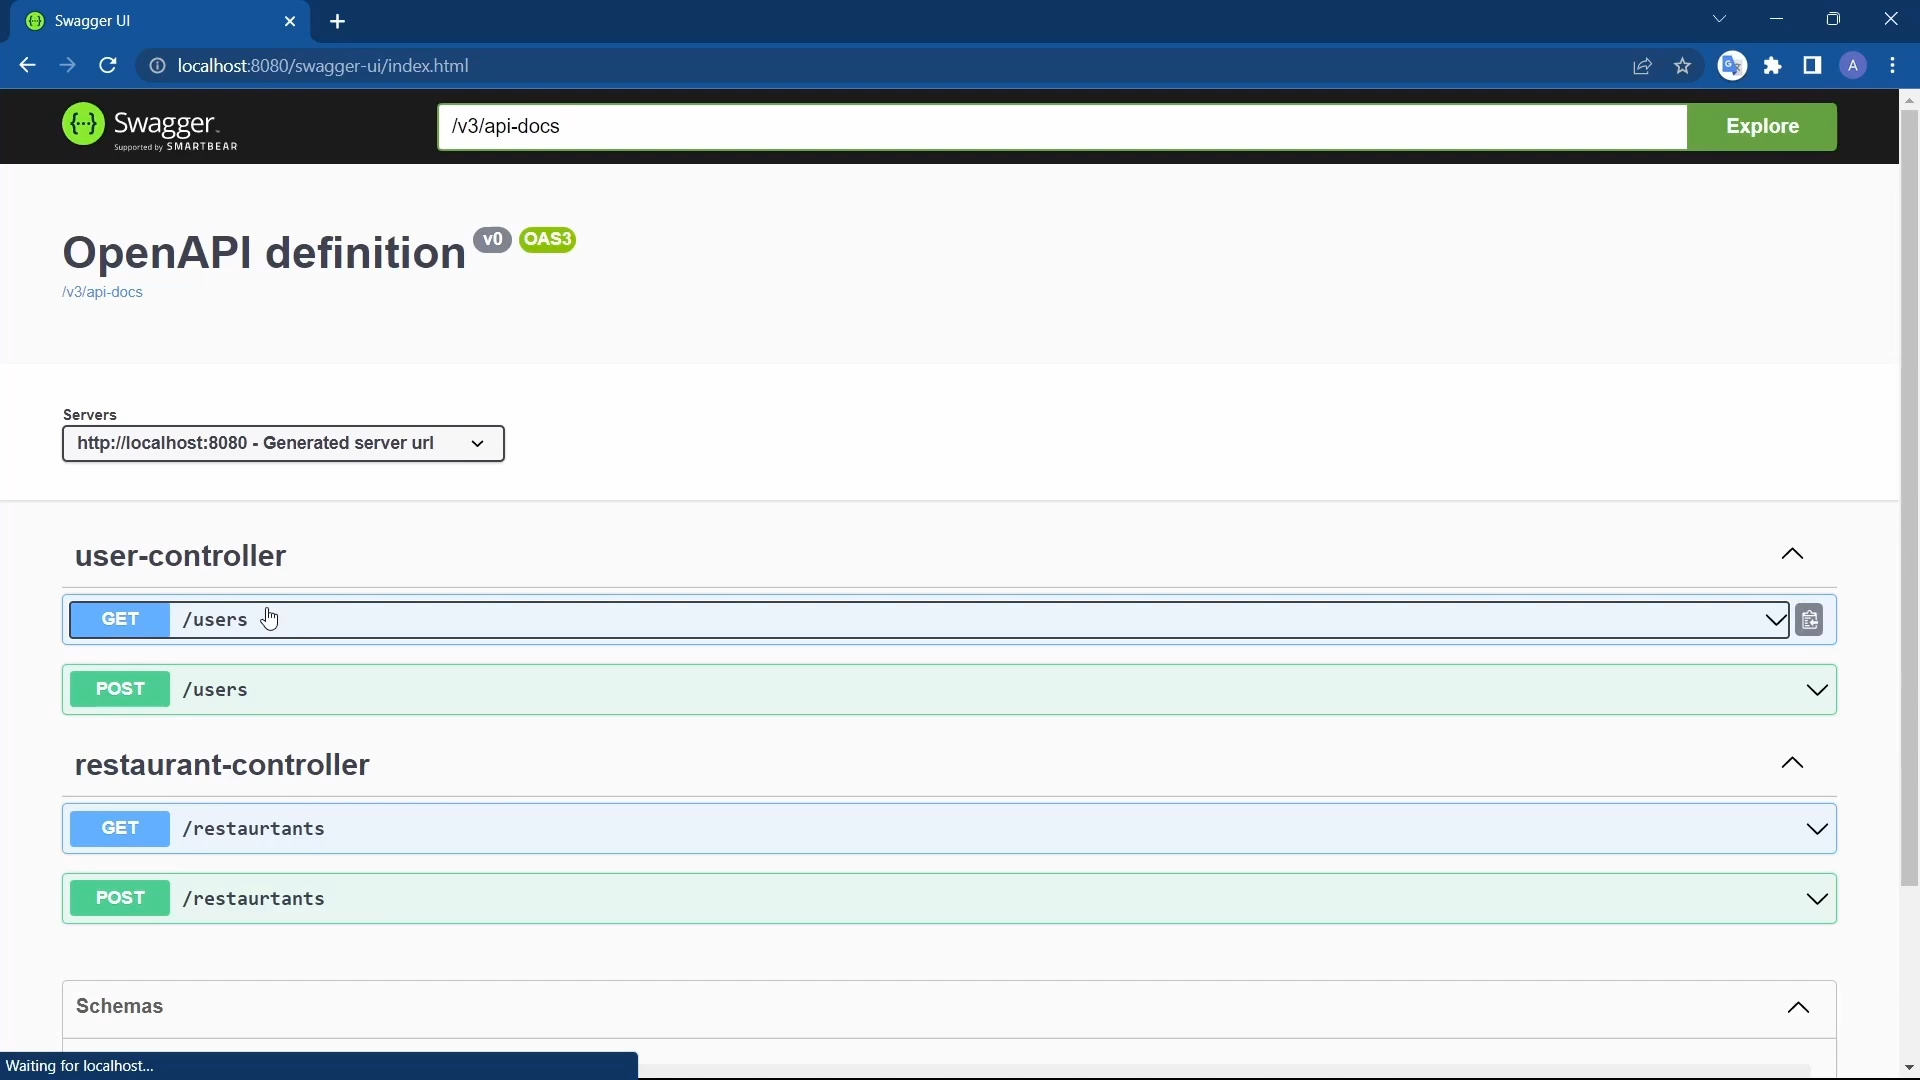 Swagger UI
localhost:8080/swagger-ui/index.html
A
Swagger.
Supported by SMARTBEAR
/v3/api-docs
Explore
OpenAPI definition v0 OAS3
/v3/api-docs
Servers
http://localhost:8080 - Generated server url
user-controller
GET /users
POST /users
restaurant-controller
GET /restaurtants
POST /restaurtants
Schemas
Waiting for localhost...